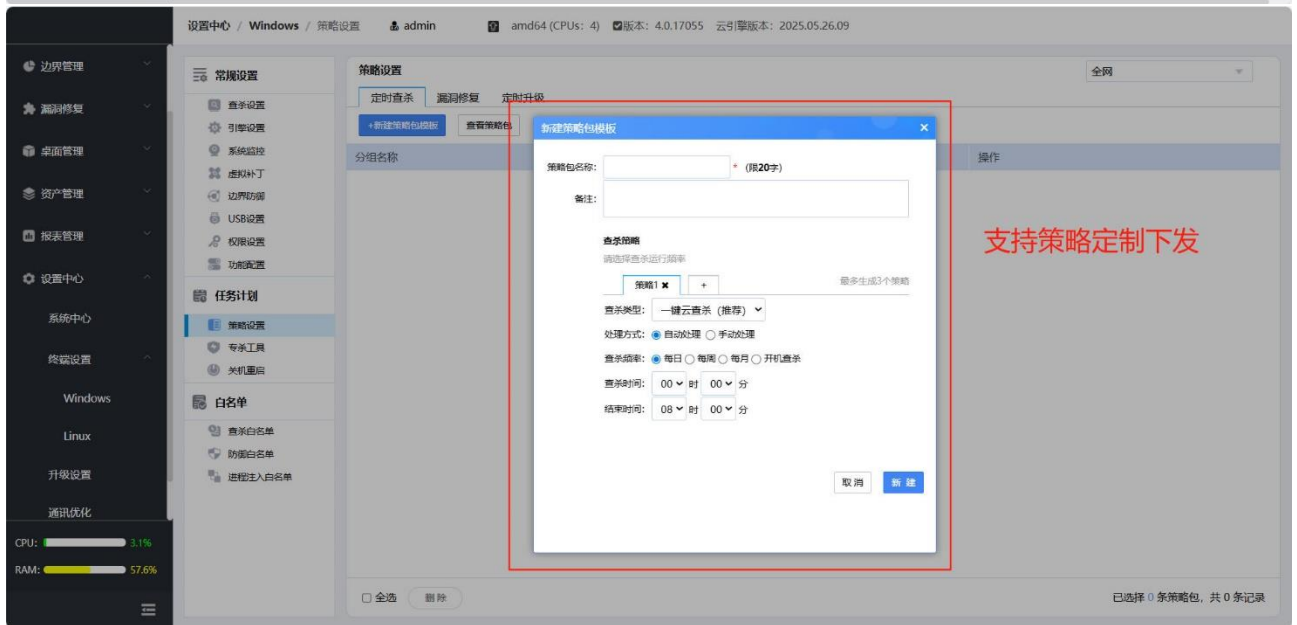 设置中心 / Windows / 策略设置 admin amd64 (CPUs: 4) 版本: 4.0.17055 云引擎版本: 2025.05.26.09
边界管理
漏洞修复
桌面管理
资产管理
报表管理
设置中心
系统中心
终端设置
Windows
Linux
升级设置
通讯优化
CPU: 3.1%
RAM: 57.6%
常规设置
查杀设置
引擎设置
系统监控
虚拟补丁
边界防御
USB设置
权限设置
功能配置
任务计划
策略设置
专杀工具
关机重启
白名单
查杀白名单
防御白名单
进程注入白名单
策略设置
全网
定时查杀 漏洞修复 定时升级
+新建策略包模板 查看策略包
分组名称 操作
新建策略包模板 ×
策略包名称: * (限20字)
备注:
查杀策略
请选择查杀运行频率
策略1 ✖ + 最多生成3个策略
查杀类型: 一键云查杀 (推荐)
处理方式: 自动处理 手动处理
查杀频率: 每日 每周 每月 开机查杀
查杀时间: 00 时 00 分
结束时间: 08 时 00 分
取消 新建
支持策略定制下发
全选 删除
已选择 0 条策略包, 共 0 条记录